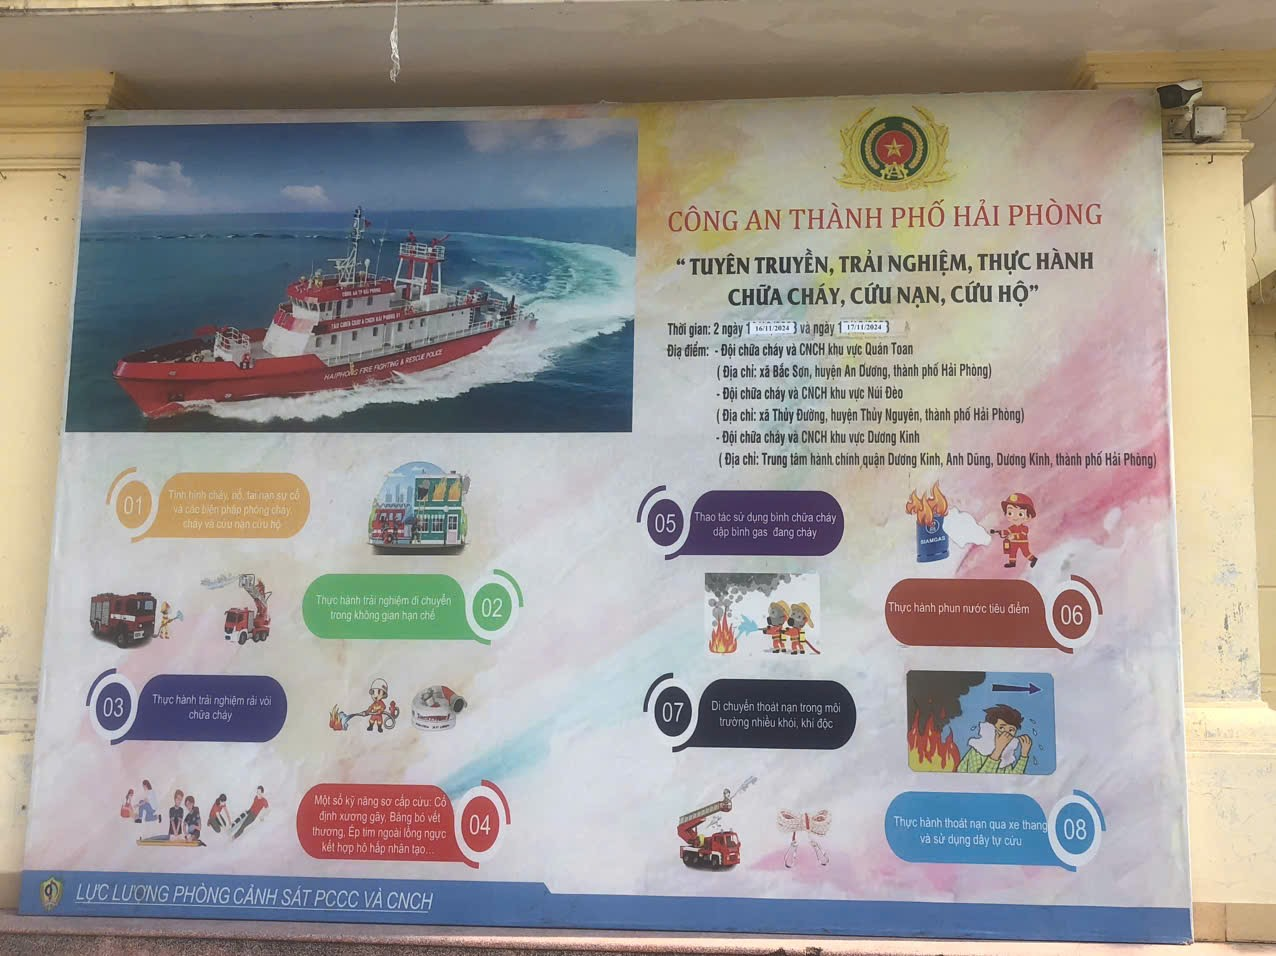 CÔNG AN THÀNH PHỐ HẢI PHÒNG
“ TUYÊN TRUYỀN, TRẢI NGHIỆM, THỰC HÀNH
CHỮA CHÁY, CỨU NẠN, CỨU HỘ”
Thời gian: 2 ngày 16/11/2024 và ngày 17/11/2024
Địa điểm: - Đội chữa cháy và CNCH khu vực Quán Toan
( Địa chỉ: xã Bắc Sơn, huyện An Dương, thành phố Hải Phòng)
- Đội chữa cháy và CNCH khu vực Núi Đèo
( Địa chỉ: xã Thủy Đường, huyện Thủy Nguyên, thành phố Hải Phòng)
- Đội chữa cháy và CNCH khu vực Dương Kinh
( Địa chỉ: Trung tâm hành chính quận Dương Kinh, Anh Dũng, Dương Kinh, thành phố Hải Phòng)
HAIPHONG FIRE FIGHTING & RESCUE POLICE
01
Tình hình cháy, nổ, tai nạn sự cố
và các biện pháp phòng cháy,
cháy và cứu nạn cứu hộ
Thực hành trải nghiệm di chuyển
trong không gian hạn chế
02
03
Thực hành trải nghiệm rải vòi
chữa cháy
Một số kỹ năng sơ cấp cứu: Cố
định xương gãy, Băng bó vết
thương, Ép tim ngoài lồng ngực
kết hợp hô hấp nhân tạo...
04
05
Thao tác sử dụng bình chữa cháy
dập bình gas đang cháy
SIAMGAS
Thực hành phun nước tiêu điểm
06
07
Di chuyển thoát nạn trong môi
trường nhiều khói, khí độc
Thực hành thoát nạn qua xe thang
và sử dụng dây tự cứu
08
LỰC LƯỢNG PHÒNG CẢNH SÁT PCCC VÀ CNCH